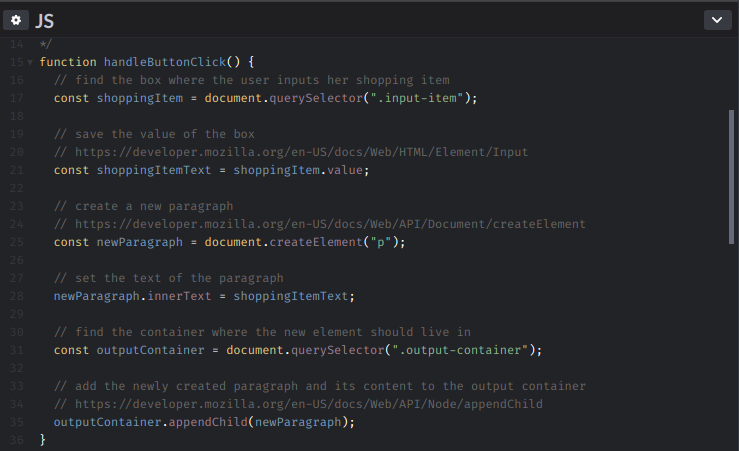 JS
14 */
15 function handleButtonClick() {
16   // find the box where the user inputs her shopping item
17   const shoppingItem = document.querySelector(".input-item");
18
19   // save the value of the box
20   // https://developer.mozilla.org/en-US/docs/Web/HTML/Element/Input
21   const shoppingItemText = shoppingItem.value;
22
23   // create a new paragraph
24   // https://developer.mozilla.org/en-US/docs/Web/API/Document/createElement
25   const newParagraph = document.createElement("p");
26
27   // set the text of the paragraph
28   newParagraph.innerText = shoppingItemText;
29
30   // find the container where the new element should live in
31   const outputContainer = document.querySelector(".output-container");
32
33   // add the newly created paragraph and its content to the output container
34   // https://developer.mozilla.org/en-US/docs/Web/API/Node/appendChild
35   outputContainer.appendChild(newParagraph);
36 }